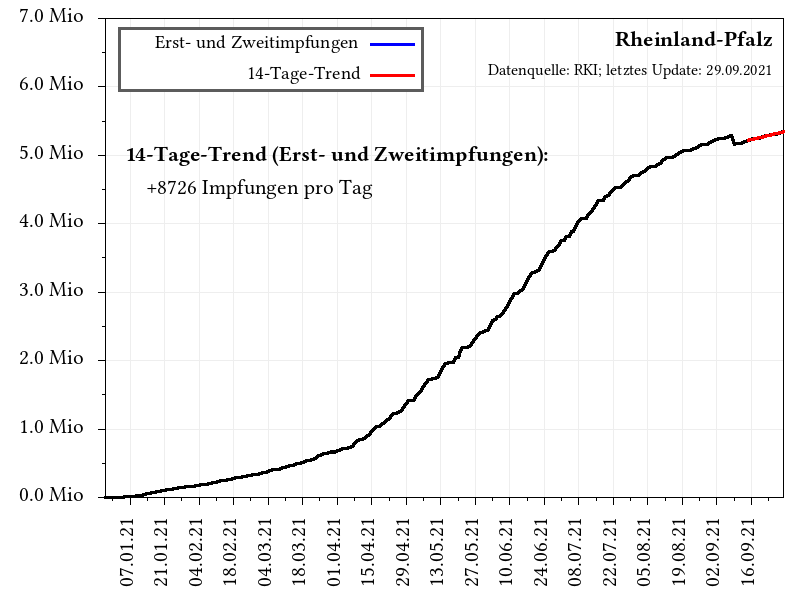 7.0 Mio
Erst- und Zweitimpfungen
14-Tage-Trend
Rheinland-Pfalz
Datenquelle: RKI; letztes Update: 29.09.2021
6.0 Mio
14-Tage-Trend (Erst- und Zweitimpfungen):
5.0 Mio
+8726 Impfungen pro Tag
4.0 Mio
3.0 Mio
2.0 Mio
1.0 Mio
0.0 Mio
07.01.21
21.01.21
04.02.21
18.02.21
04.03.21
18.03.21
01.04.21
15.04.21
29.04.21
13.05.21
27.05.21
10.06.21
24.06.21
08.07.21
22.07.21
05.08.21
19.08.21
02.09.21
16.09.21